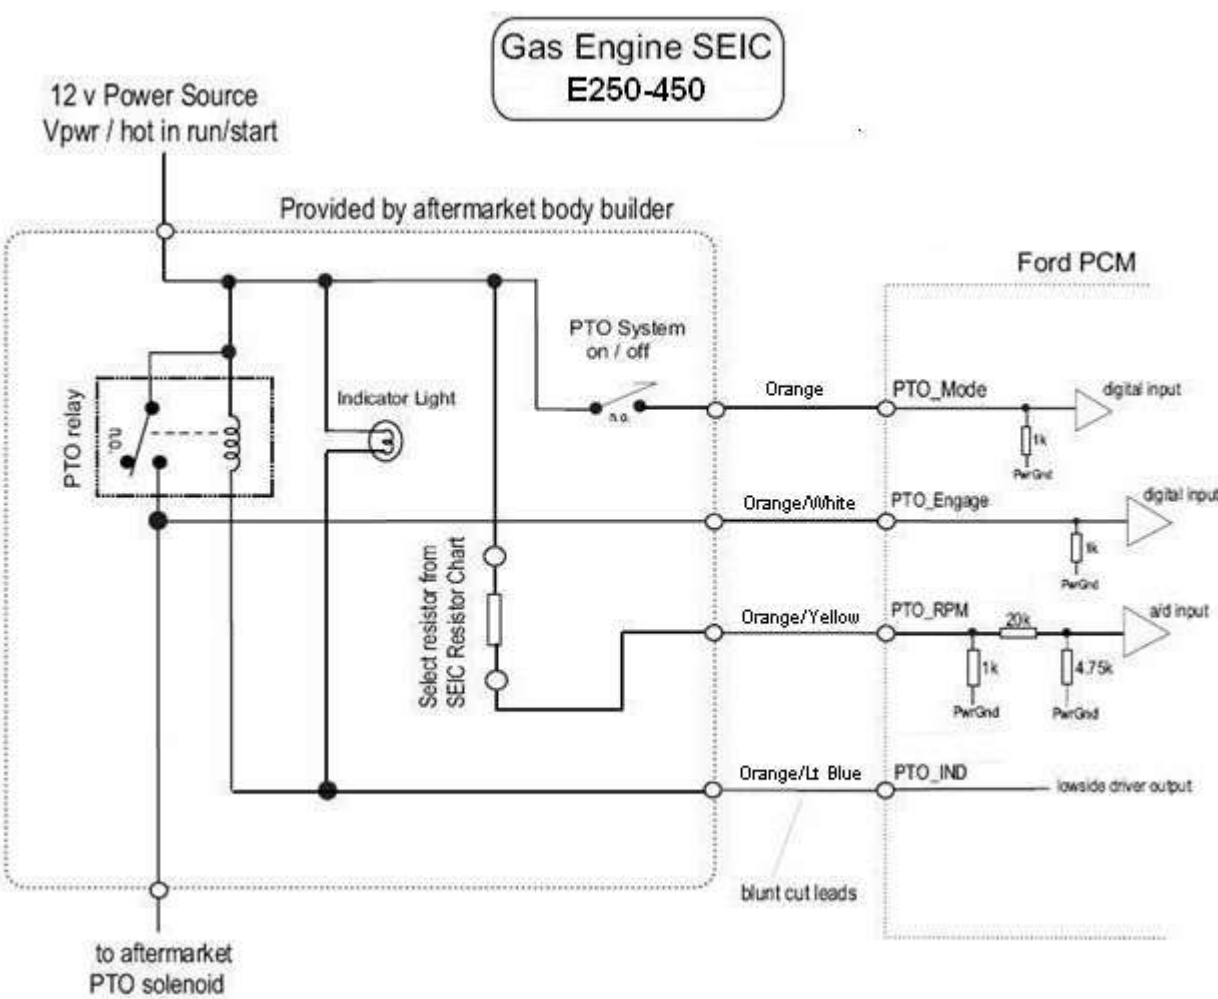 Gas Engine SEIC
E250-450
12 v Power Source
Vpwr / hot in run/start
Provided by aftermarket body builder
Ford PCM
PTO System
on / off
n.o.
Orange
PTO_Mode
digital input
1k
PwrGnd
Indicator Light
PTO relay
n.o.
Orange/White
PTO_Engage
digital input
1k
PwrGnd
Select resistor from
SEIC Resistor Chart
Orange/Yellow
PTO_RPM
20k
a/d input
1k
4.75k
PwrGnd
PwrGnd
Orange/Lt Blue
PTO_IND
lowside driver output
blunt cut leads
to aftermarket
PTO solenoid